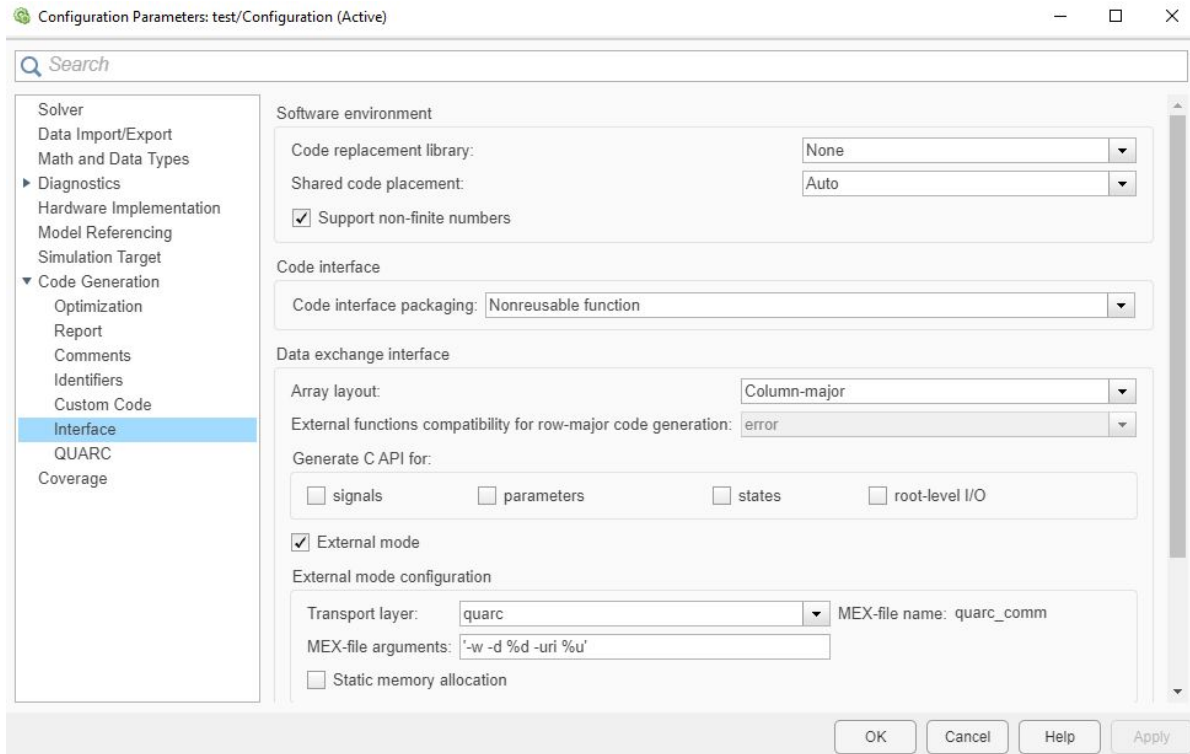 Configuration Parameters: test/Configuration (Active)
Search
Solver
Data Import/Export
Math and Data Types
Diagnostics
Hardware Implementation
Model Referencing
Simulation Target
Code Generation
Optimization
Report
Comments
Identifiers
Custom Code
Interface
QUARC
Coverage
Software environment
Code replacement library: None
Shared code placement: Auto
Support non-finite numbers
Code interface
Code interface packaging: Nonreusable function
Data exchange interface
Array layout: Column-major
External functions compatibility for row-major code generation: error
Generate C API for:
signals parameters states root-level I/O
External mode
External mode configuration
Transport layer: quarc MEX-file name: quarc_comm
MEX-file arguments: '-w -d %d -uri %u'
Static memory allocation
OK Cancel Help Apply